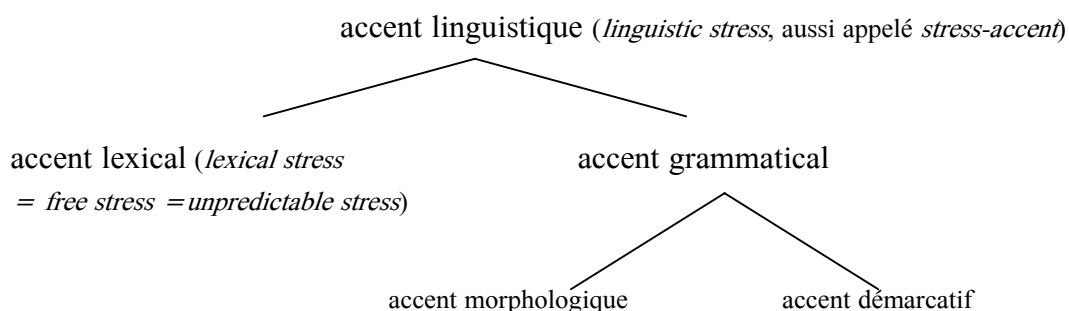 accent linguistique (linguistic stress, aussi appelé stress-accent)
accent lexical (lexical stress
= free stress =unpredictable stress)
accent grammatical
accent morphologique
accent démarcatif